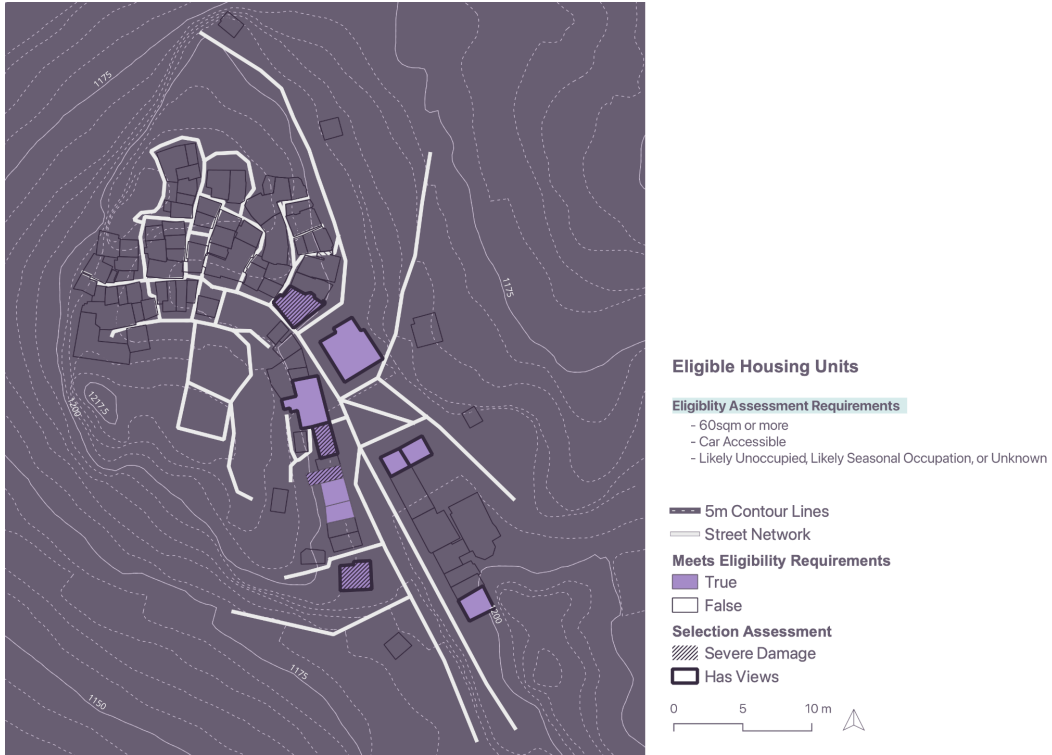 1175
1175
1217.5
1200
1200
1175
1150
Eligible Housing Units
Eligiblity Assessment Requirements
- 60sqm or more
- Car Accessible
- Likely Unoccupied, Likely Seasonal Occupation, or Unknown
5m Contour Lines
Street Network
Meets Eligibility Requirements
True
False
Selection Assessment
Severe Damage
Has Views
0 5 10 m